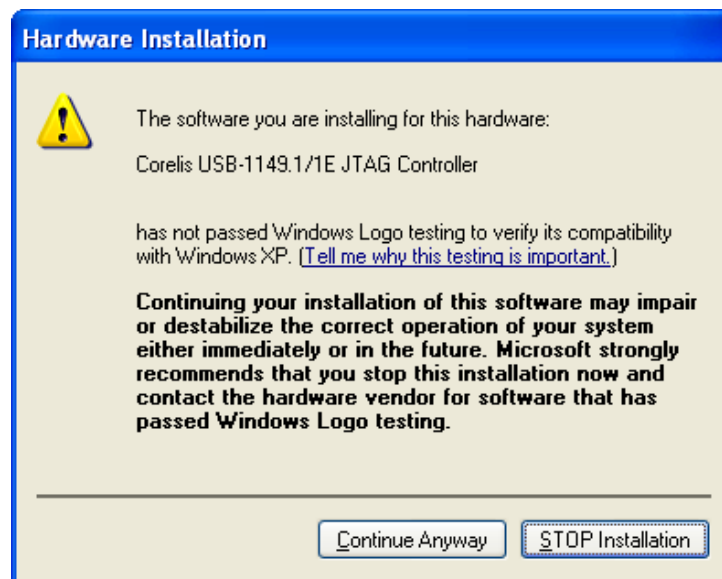 Hardware Installation
The software you are installing for this hardware:
Corelis USB-1149.1/1E JTAG Controller
has not passed Windows Logo testing to verify its compatibility
with Windows XP. (Tell me why this testing is important.)
Continuing your installation of this software may impair
or destabilize the correct operation of your system
either immediately or in the future. Microsoft strongly
recommends that you stop this installation now and
contact the hardware vendor for software that has
passed Windows Logo testing.
Continue Anyway STOP Installation